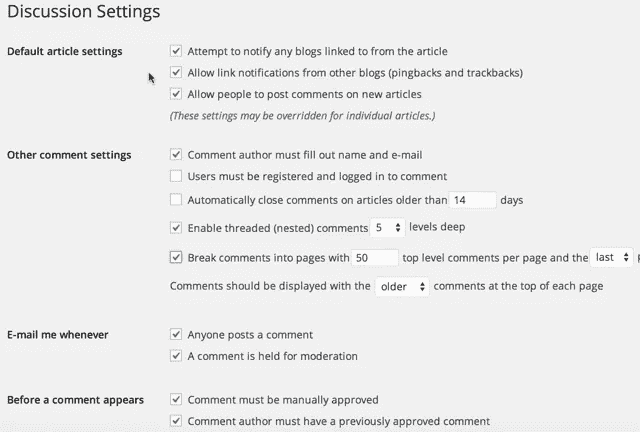 Discussion Settings
Default article settings
Attempt to notify any blogs linked to from the article
Allow link notifications from other blogs (pingbacks and trackbacks)
Allow people to post comments on new articles
(These settings may be overridden for individual articles.)
Other comment settings
Comment author must fill out name and e-mail
Users must be registered and logged in to comment
Automatically close comments on articles older than 14 days
Enable threaded (nested) comments 5 levels deep
Break comments into pages with 50 top level comments per page and the last
Comments should be displayed with the older comments at the top of each page
E-mail me whenever
Anyone posts a comment
A comment is held for moderation
Before a comment appears
Comment must be manually approved
Comment author must have a previously approved comment